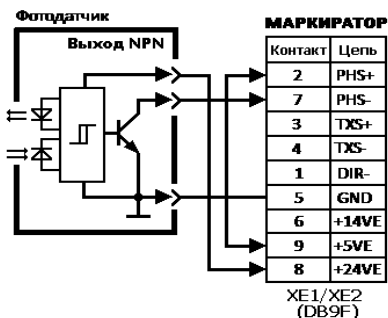 Фотодатчик
Выход NPN
МАРКИРАТОР
Контакт Цепь
2 PHS+
7 PHS-
3 TXS+
4 TXS-
1 DIR-
5 GND
6 +14VE
9 +5VE
8 +24VE
XE1/XE2
(DB9F)